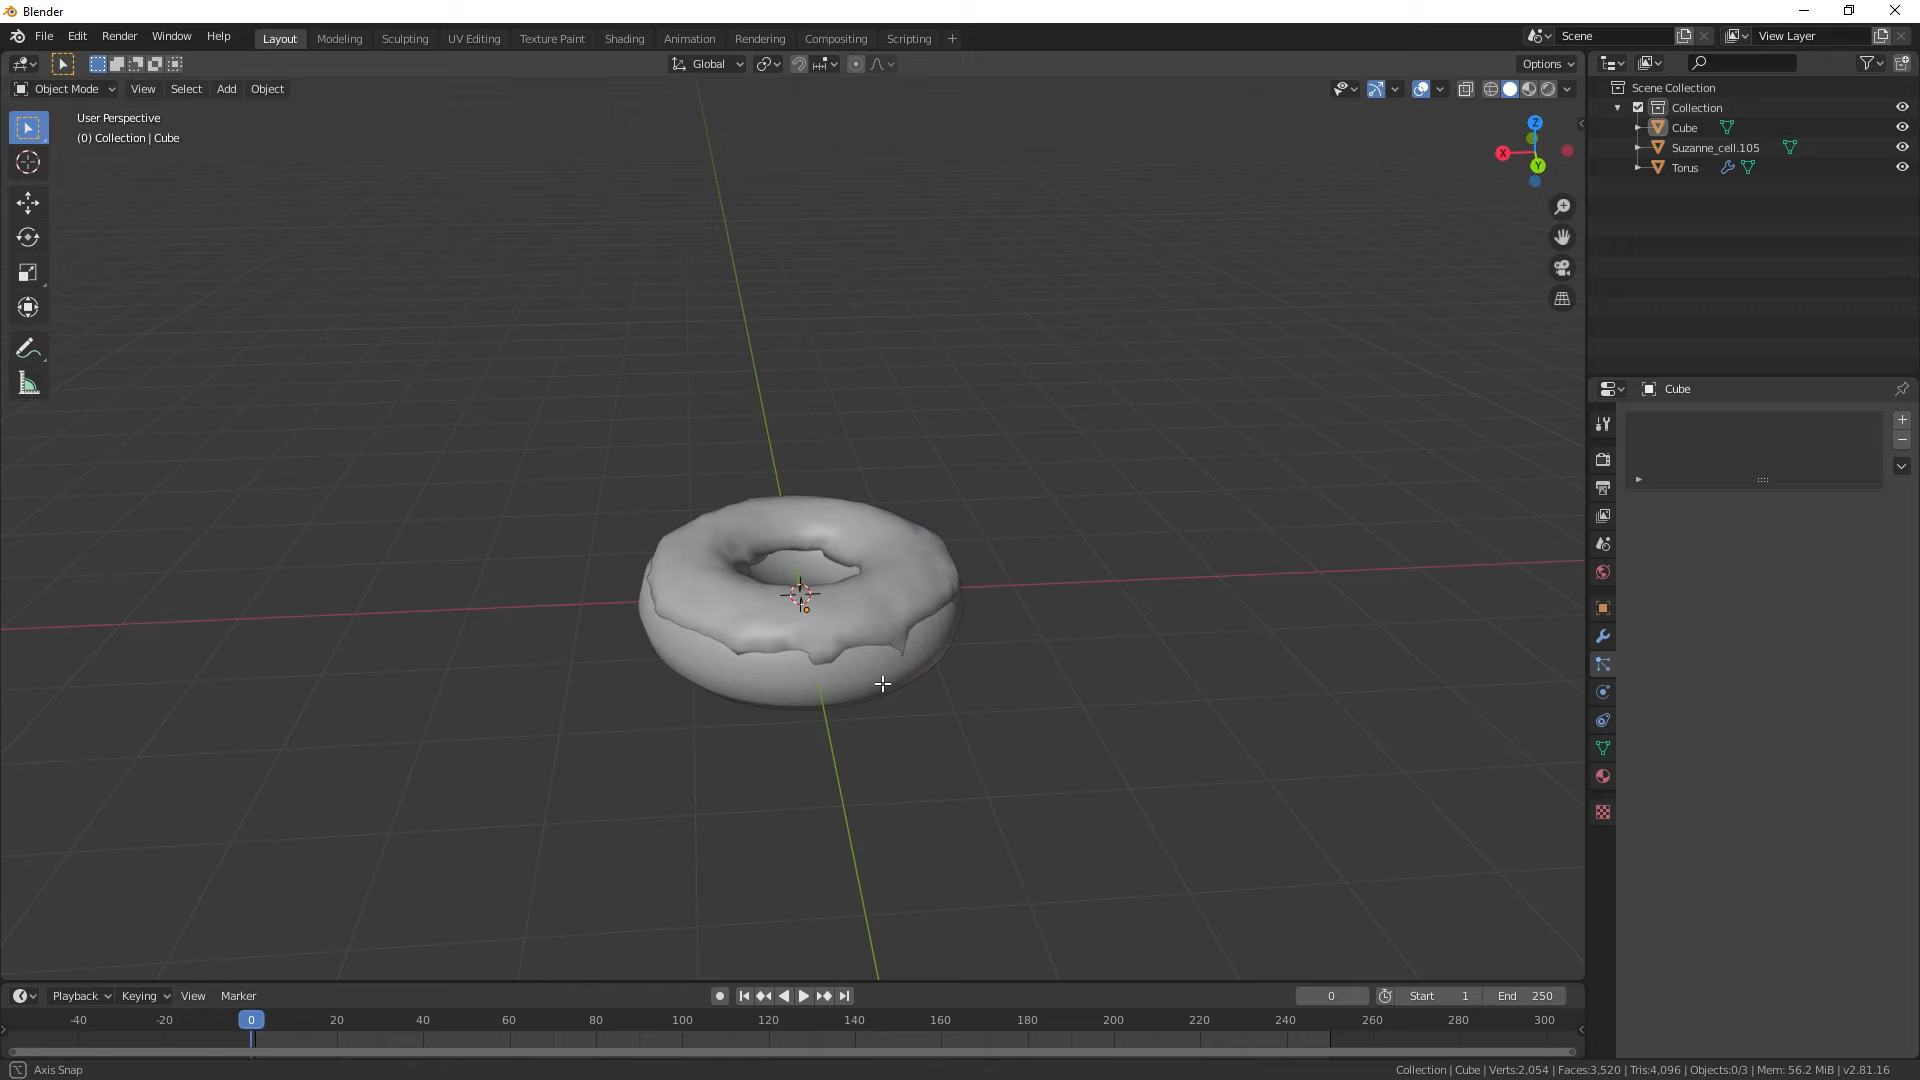 Blender
File Edit Render Window Help
Layout Modeling Sculpting UV Editing Texture Paint Shading Animation Rendering Compositing Scripting +
Scene
View Layer
Global
Options
Object Mode View Select Add Object
User Perspective
(0) Collection | Cube
Z
X
Y
Scene Collection
Collection
Cube
Suzanne_cell.105
Torus
Cube
Playback Keying View Marker
0
Start 1
End 250
-40 -20 0 20 40 60 80 100 120 140 160 180 200 220 240 260 280 300
Axis Snap
Collection | Cube | Verts:2,054 | Faces:3,520 | Tris:4,096 | Objects:0/3 | Mem: 56.2 MiB | v2.81.16